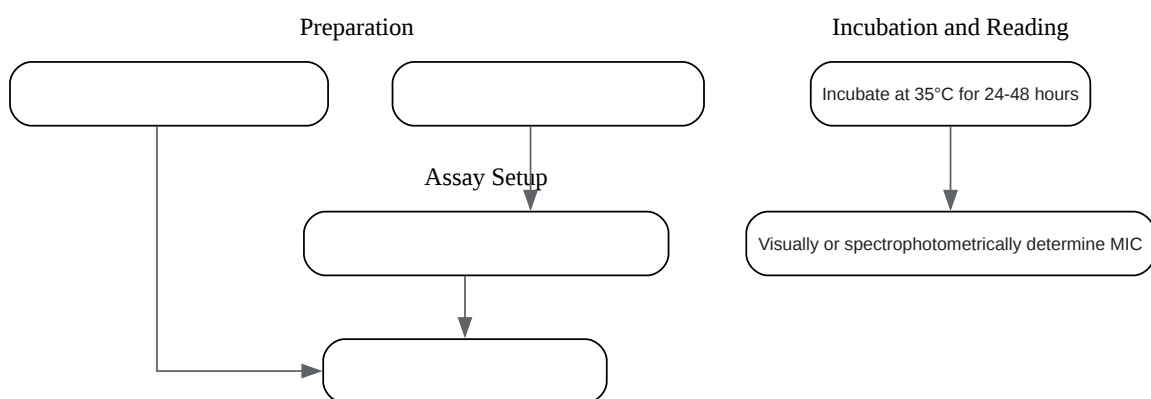 Preparation
Assay Setup
Incubation and Reading
Incubate at 35°C for 24-48 hours
Visually or spectrophotometrically determine MIC